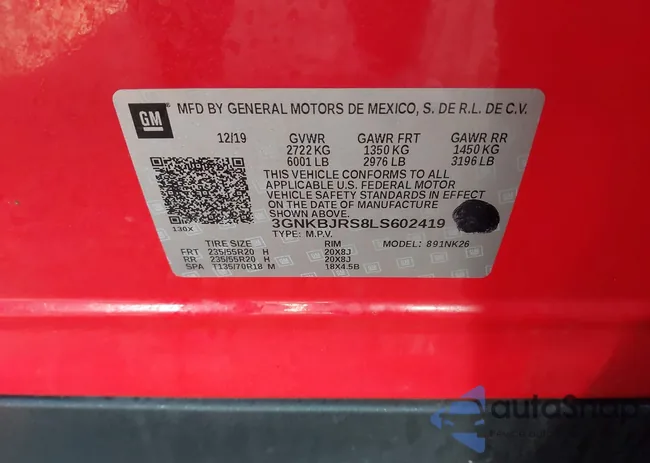 GM
MFD BY GENERAL MOTORS DE MEXICO, S. DE R.L. DE C.V.
12/19 GVWR GAWR FRT GAWR RR
2722 KG 1350 KG 1450 KG
6001 LB 2976 LB 3196 LB
THIS VEHICLE CONFORMS TO ALL
APPLICABLE U.S. FEDERAL MOTOR
VEHICLE SAFETY STANDARDS IN EFFECT
ON THE DATE OF MANUFACTURE
SHOWN ABOVE.
130X 3GNKBJRS8LS602419
TYPE: M.P.V. MODEL: 891NK26
TIRE SIZE RIM
FRT 235/55R20 H 20X8J
RR 235/55R20 H 20X8J
SPA T135/70R18 M 18X4.5B
autoSnap